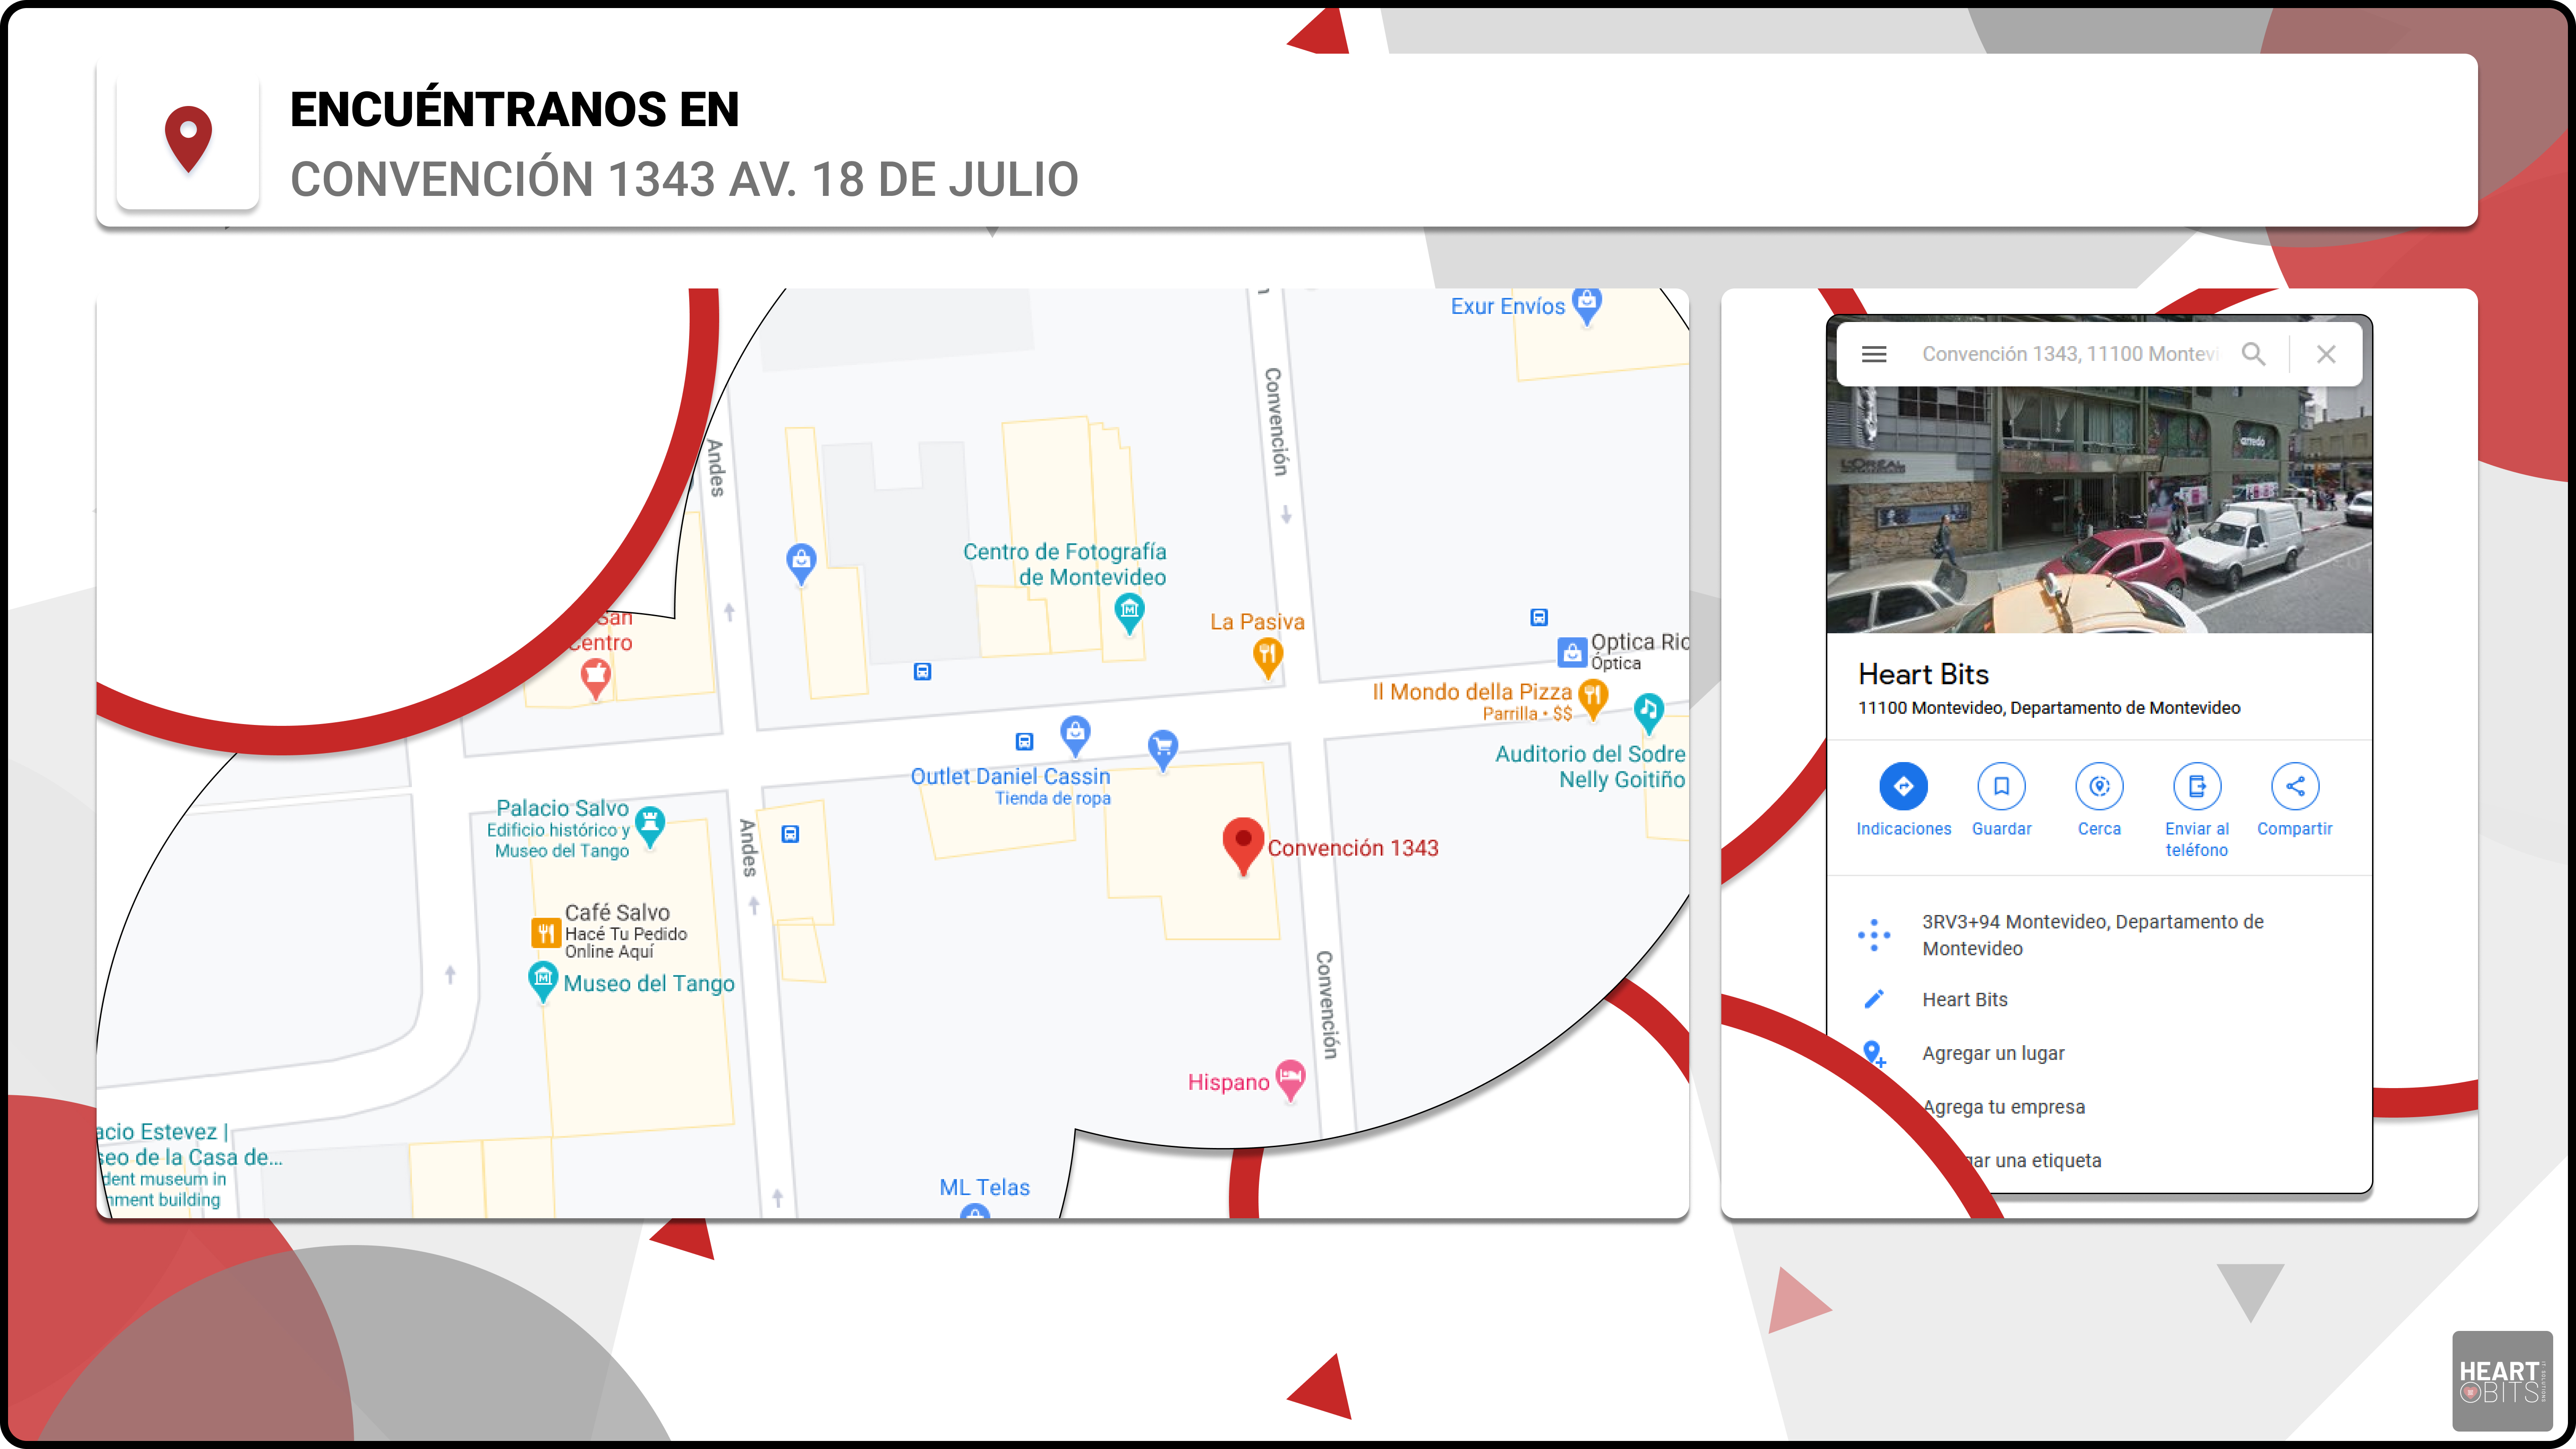 ENCUÉNTRANOS EN
CONVENCIÓN 1343 AV. 18 DE JULIO
Exur Envíos
Convención
Andes
Centro de Fotografía
de Montevideo
La Pasiva
San
Centro
Optica Ric
Óptica
Il Mondo della Pizza
Parrilla • $$
Auditorio del Sodre
Nelly Goitiño
Outlet Daniel Cassin
Tienda de ropa
Palacio Salvo
Edificio histórico y
Museo del Tango
Andes
Convención 1343
Café Salvo
Hacé Tu Pedido
Online Aquí
Museo del Tango
Convención
Hispano
acio Estevez |
seo de la Casa de...
dent museum in
nment building
ML Telas
Convención 1343, 11100 Montevi
L'OREAL
arredo
Heart Bits
11100 Montevideo, Departamento de Montevideo
Indicaciones
Guardar
Cerca
Enviar al
teléfono
Compartir
3RV3+94 Montevideo, Departamento de
Montevideo
Heart Bits
Agregar un lugar
Agrega tu empresa
gar una etiqueta
HEART
BITS